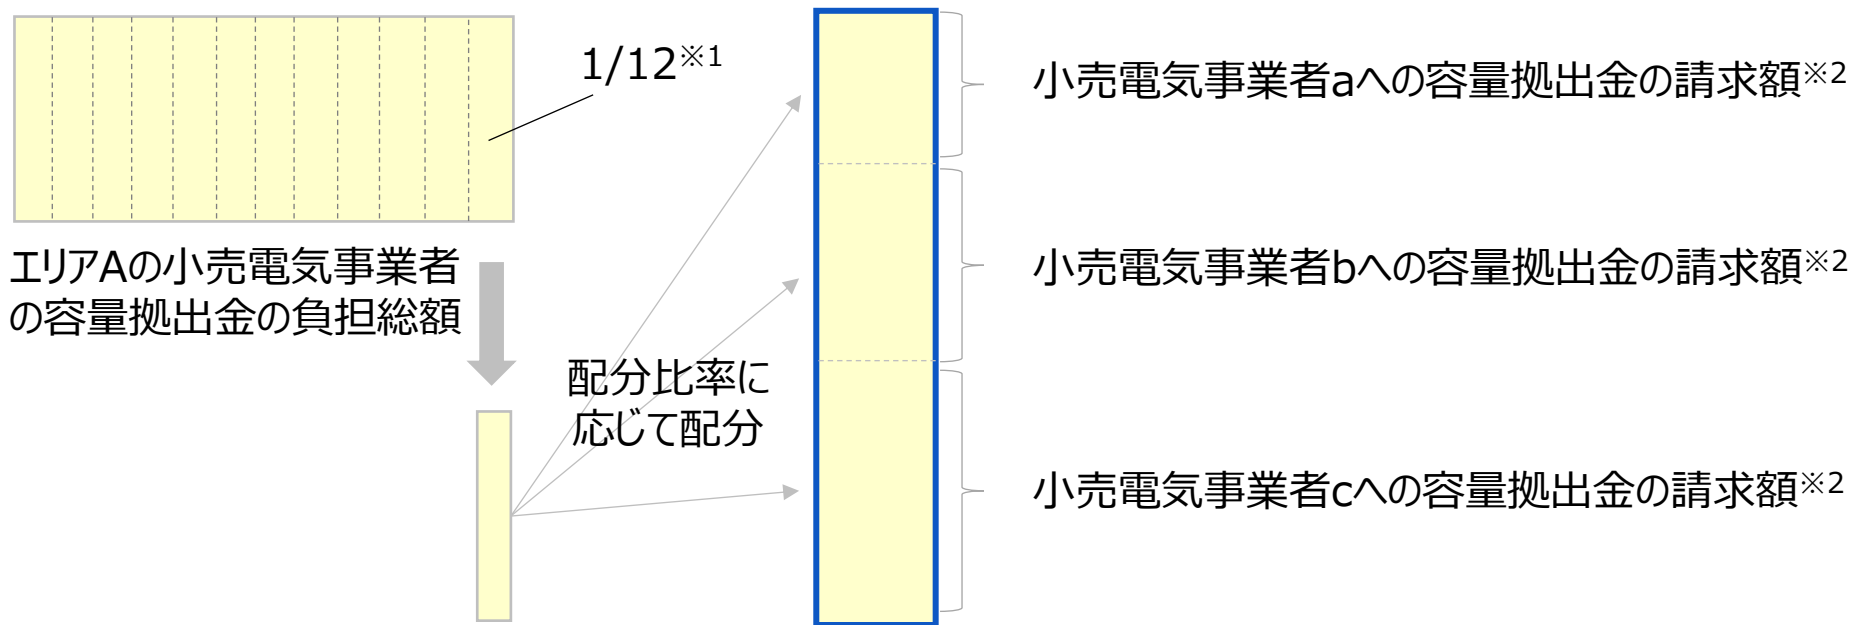 1/12※1
エリアAの小売電気事業者
の容量拠出金の負担総額
配分比率に
応じて配分
小売電気事業者aへの容量拠出金の請求額※2
小売電気事業者bへの容量拠出金の請求額※2
小売電気事業者cへの容量拠出金の請求額※2